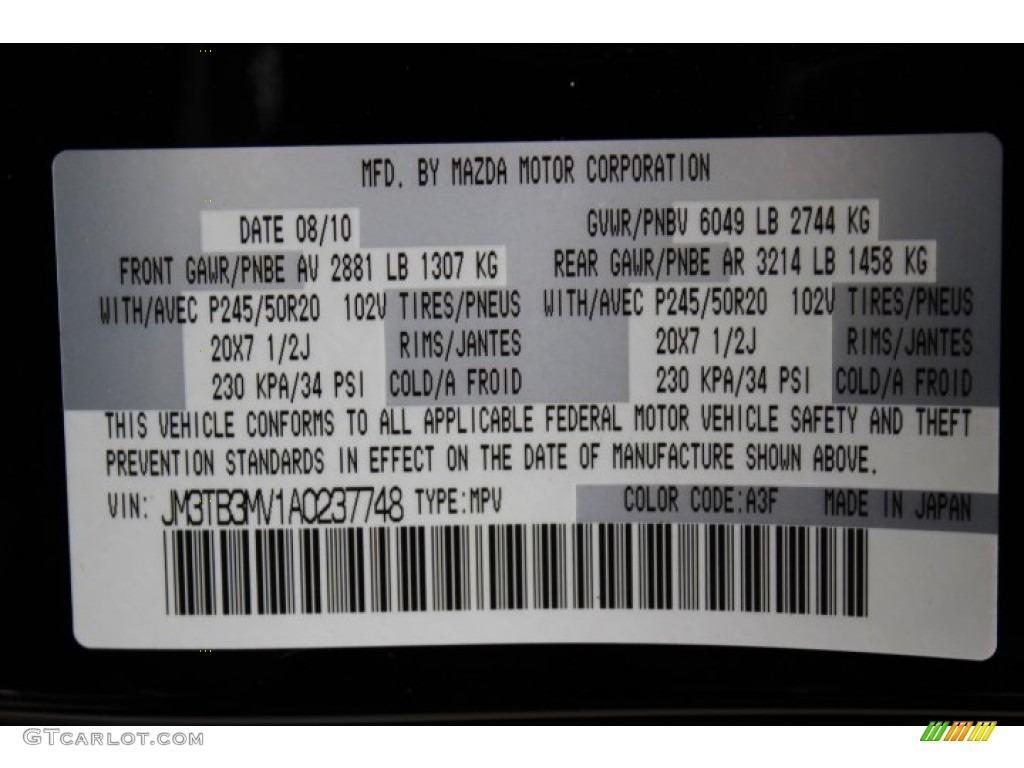 MFD. BY MAZDA MOTOR CORPORATION
DATE 08/10 GVWR/PNBV 6049 LB 2744 KG
FRONT GAWR/PNBE AV 2881 LB 1307 KG REAR GAWR/PNBE AR 3214 LB 1458 KG
WITH/AVEC P245/50R20 102V TIRES/PNEUS WITH/AVEC P245/50R20 102V TIRES/PNEUS
20X7 1/2J RIMS/JANTES 20X7 1/2J RIMS/JANTES
230 KPA/34 PSI COLD/A FROID 230 KPA/34 PSI COLD/A FROID
THIS VEHICLE CONFORMS TO ALL APPLICABLE FEDERAL MOTOR VEHICLE SAFETY AND THEFT
PREVENTION STANDARDS IN EFFECT ON THE DATE OF MANUFACTURE SHOWN ABOVE.
VIN: JM3TB3MV1A0237748 TYPE:MPV COLOR CODE:A3F MADE IN JAPAN
GTCARLOT.COM